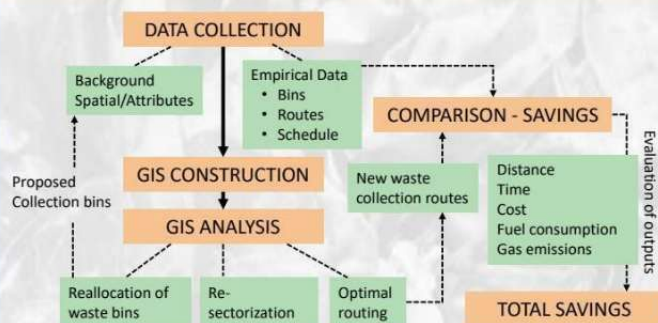 DATA COLLECTION
Background
Spatial/Attributes
Empirical Data
• Bins
• Routes
• Schedule
COMPARISON - SAVINGS
GIS CONSTRUCTION
Proposed
Collection bins
New waste
collection routes
Distance
Time
Cost
Fuel consumption
Gas emissions
Evaluation of outputs
GIS ANALYSIS
Reallocation of
waste bins
Re-
sectorization
Optimal
routing
TOTAL SAVINGS